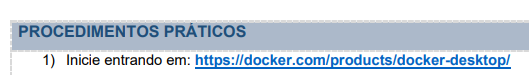 PROCEDIMENTOS PRÁTICOS
1) Inicie entrando em: https://docker.com/products/docker-desktop/